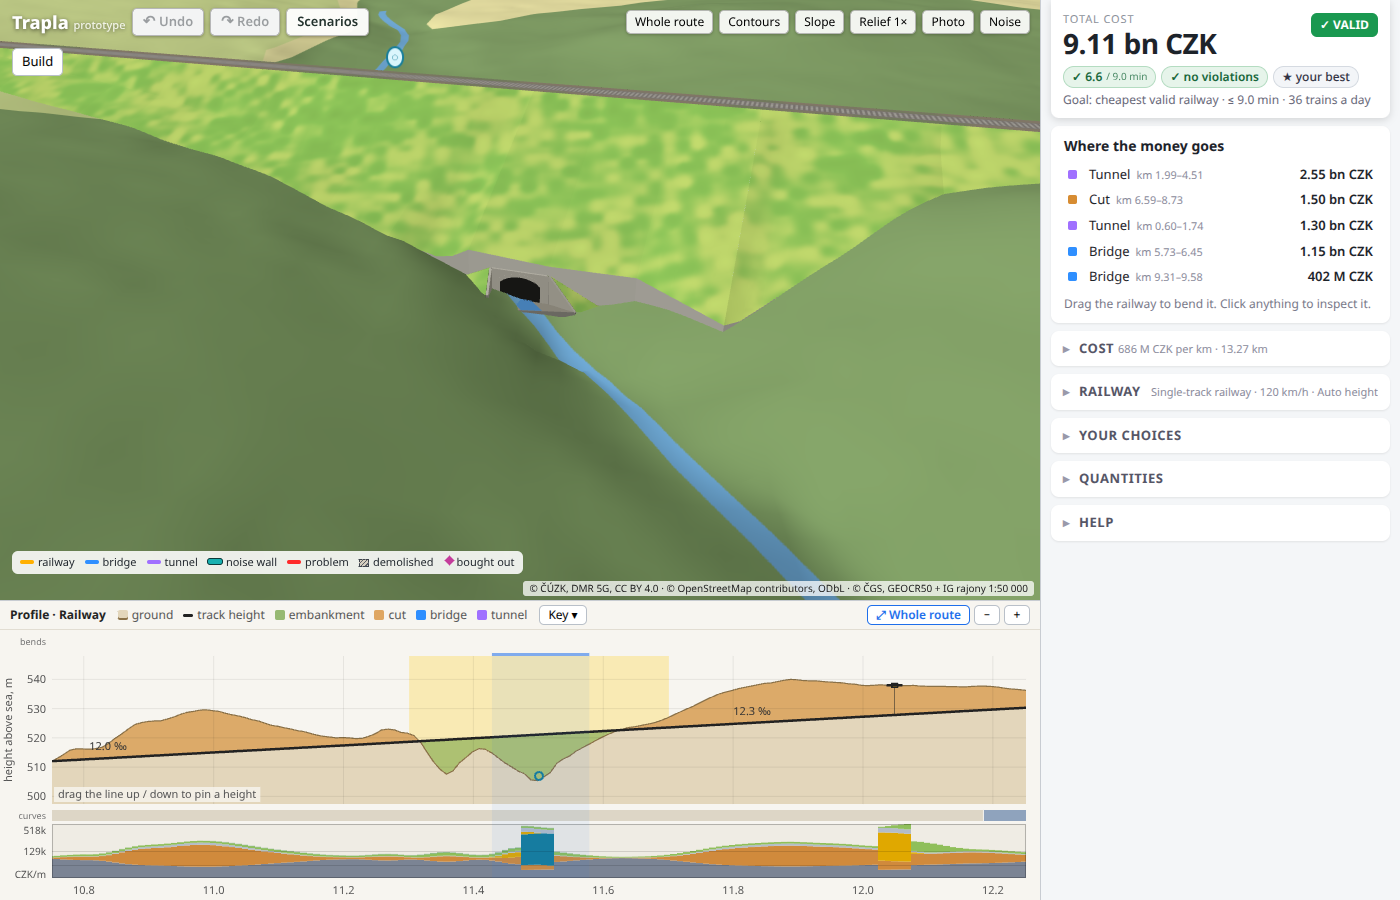 Trapla prototype
↶ Undo
↷ Redo
Scenarios
Whole route
Contours
Slope
Relief 1×
Photo
Noise
Build
railway
bridge
tunnel
noise wall
problem
demolished
bought out
© ČÚZK, DMR 5G, CC BY 4.0 · © OpenStreetMap contributors, ODbL · © ČGS, GEOCR50 + IG rajony 1:50 000
TOTAL COST
9.11 bn CZK
✓ VALID
✓ 6.6 / 9.0 min
✓ no violations
★ your best
Goal: cheapest valid railway · ≤ 9.0 min · 36 trains a day
Where the money goes
Tunnel km 1.99–4.51 2.55 bn CZK
Cut km 6.59–8.73 1.50 bn CZK
Tunnel km 0.60–1.74 1.30 bn CZK
Bridge km 5.73–6.45 1.15 bn CZK
Bridge km 9.31–9.58 402 M CZK
Drag the railway to bend it. Click anything to inspect it.
▶ COST 686 M CZK per km · 13.27 km
▶ RAILWAY Single-track railway · 120 km/h · Auto height
▶ YOUR CHOICES
▶ QUANTITIES
▶ HELP
Profile · Railway
ground
track height
embankment
cut
bridge
tunnel
Key ▾
⤢ Whole route
−
+
bends
height above sea, m
540
530
520
510
500
12.0 ‰
12.3 ‰
drag the line up / down to pin a height
curves
518k
129k
CZK/m
10.8 11.0 11.2 11.4 11.6 11.8 12.0 12.2